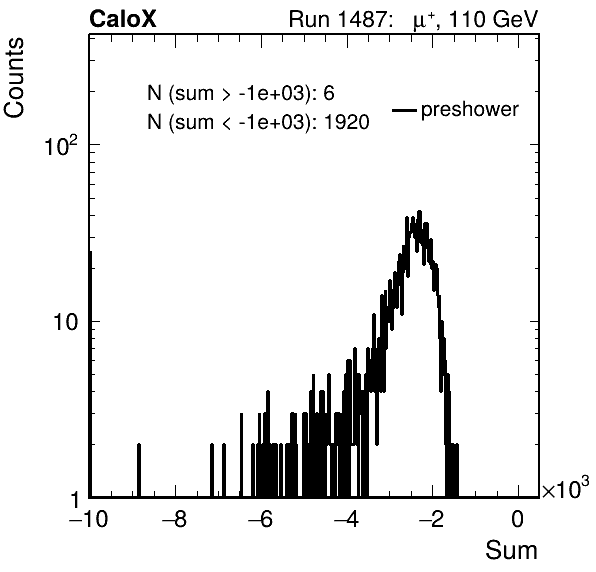 CaloX Run 1487: μ⁺, 110 GeV
Counts
N (sum > -1e+03): 6
N (sum < -1e+03): 1920
preshower
10²
10
1
−10 −8 −6 −4 −2 0
×10³
Sum